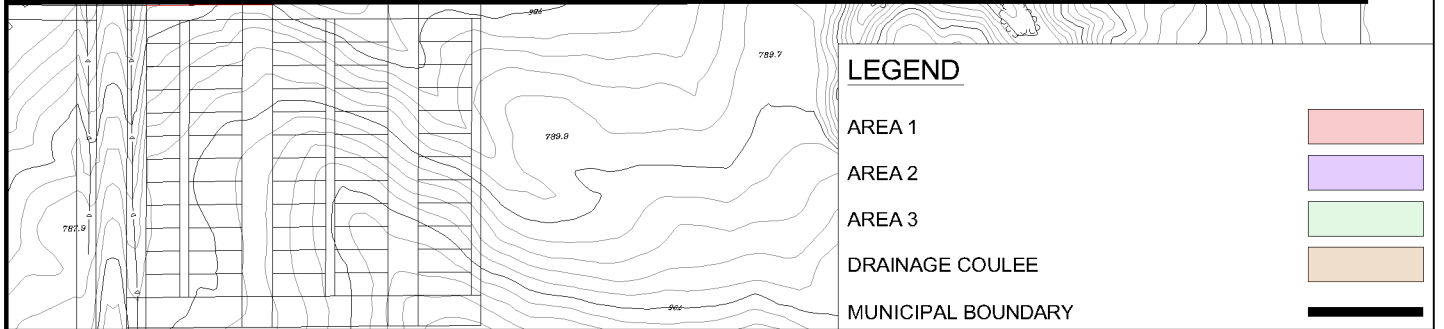 789.7
LEGEND
AREA 1
789.9
AREA 2
AREA 3
787.9
DRAINAGE COULEE
MUNICIPAL BOUNDARY